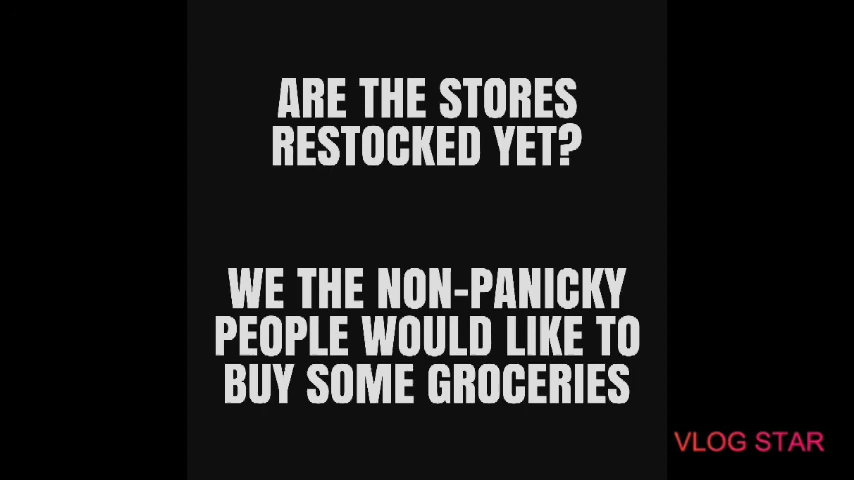 ARE THE STORES
RESTOCKED YET?
WE THE NON-PANICKY
PEOPLE WOULD LIKE TO
BUY SOME GROCERIES
VLOG STAR